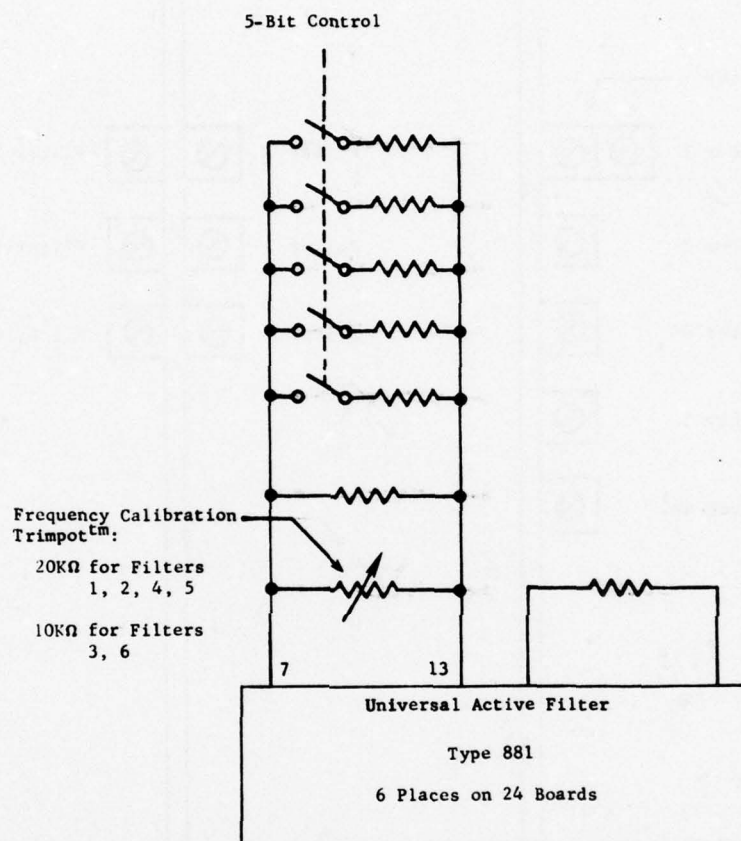 5-Bit Control
Frequency Calibration
Trimpot™:
20KΩ for Filters
1, 2, 4, 5
10KΩ for Filters
3, 6
7
13
Universal Active Filter
Type 881
6 Places on 24 Boards